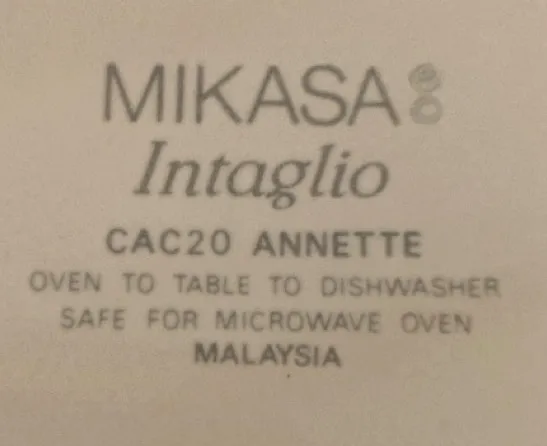 MIKASA
Intaglio
CAC20 ANNETTE
OVEN TO TABLE TO DISHWASHER
SAFE FOR MICROWAVE OVEN
MALAYSIA